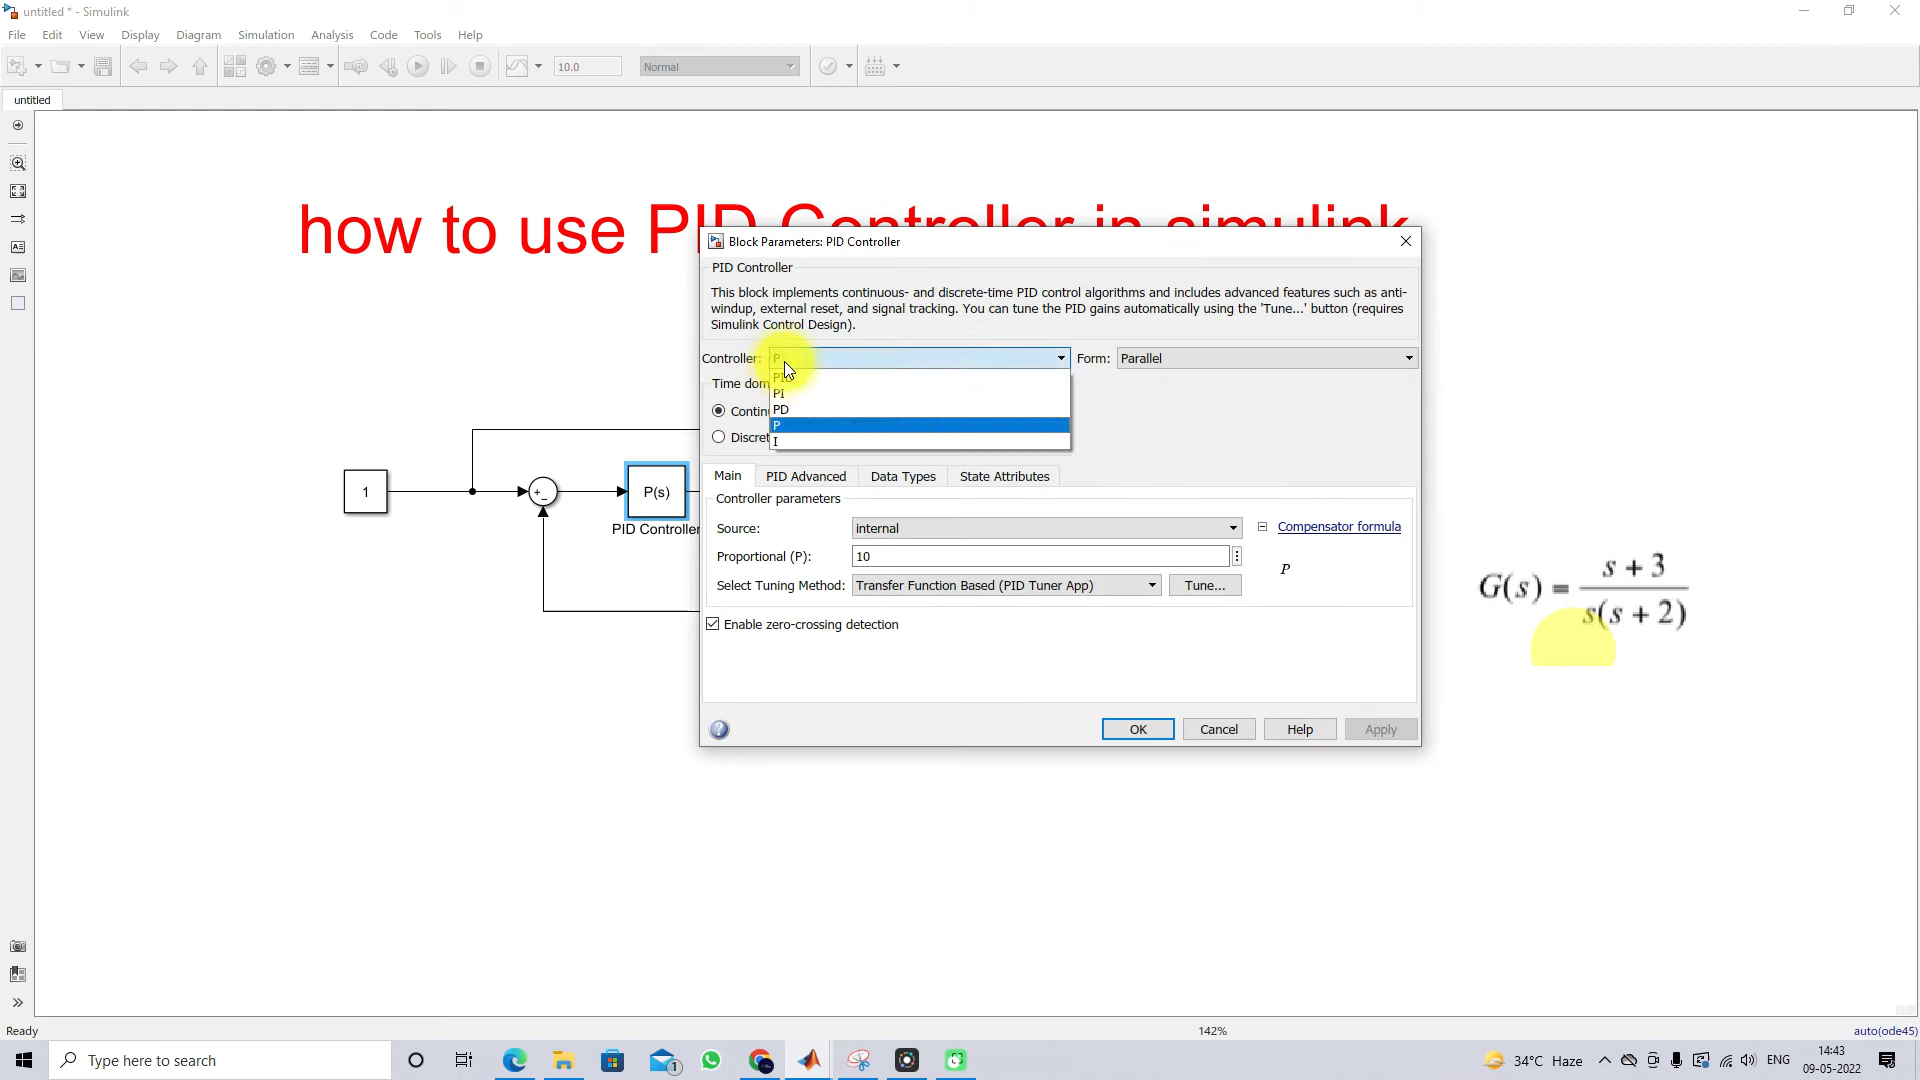 untitled * - Simulink
File Edit View Display Diagram Simulation Analysis Code Tools Help
10.0 Normal
untitled
how to use PID Controller in simulink
Block Parameters: PID Controller
PID Controller
This block implements continuous- and discrete-time PID control algorithms and includes advanced features such as anti-
windup, external reset, and signal tracking. You can tune the PID gains automatically using the 'Tune...' button (requires
Simulink Control Design).
Controller: P Form: Parallel
PID
PI
PD
P
I
Time dom
Contin
Discret
Main PID Advanced Data Types State Attributes
Controller parameters
Source: internal Compensator formula
Proportional (P): 10
P
Select Tuning Method: Transfer Function Based (PID Tuner App) Tune...
Enable zero-crossing detection
OK Cancel Help Apply
1
+
-
P(s)
PID Controller
G(s) = s + 3
s(s + 2)
Ready 142% auto(ode45)
Type here to search
1
34°C Haze ENG
14:43
09-05-2022